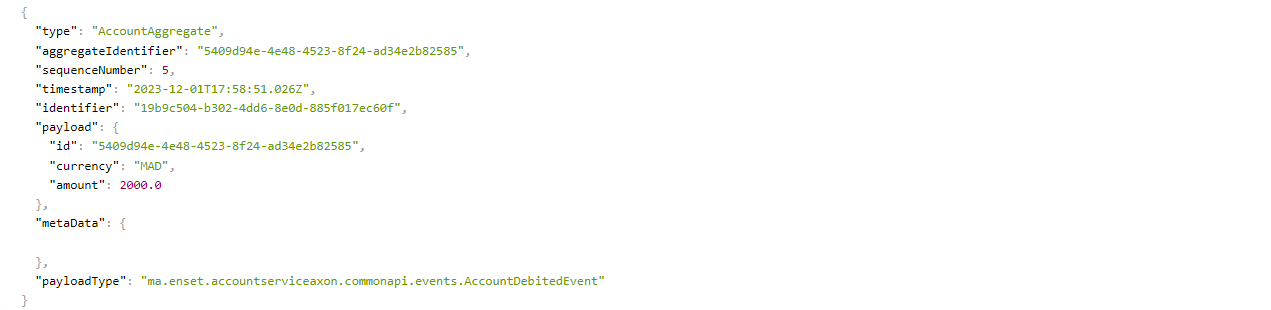 {
"type": "AccountAggregate",
"aggregateIdentifier": "5409d94e-4e48-4523-8f24-ad34e2b82585",
"sequenceNumber": 5,
"timestamp": "2023-12-01T17:58:51.026Z",
"identifier": "19b9c504-b302-4dd6-8e0d-885f017ec60f",
"payload": {
"id": "5409d94e-4e48-4523-8f24-ad34e2b82585",
"currency": "MAD",
"amount": 2000.0
},
"metaData": {
},
"payloadType": "ma.enset.accountserviceaxon.commonapi.events.AccountDebitedEvent"
}